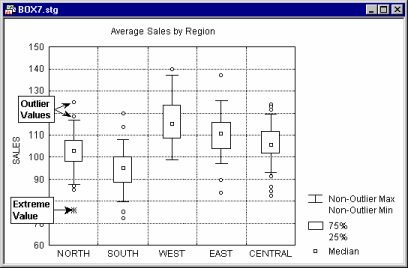 BOX7.stg
Average Sales by Region
150
140
130
120
110
100
90
80
70
60
SALES
Outlier
Values
Extreme
Value
NORTH SOUTH WEST EAST CENTRAL
Non-Outlier Max
Non-Outlier Min
75%
25%
Median